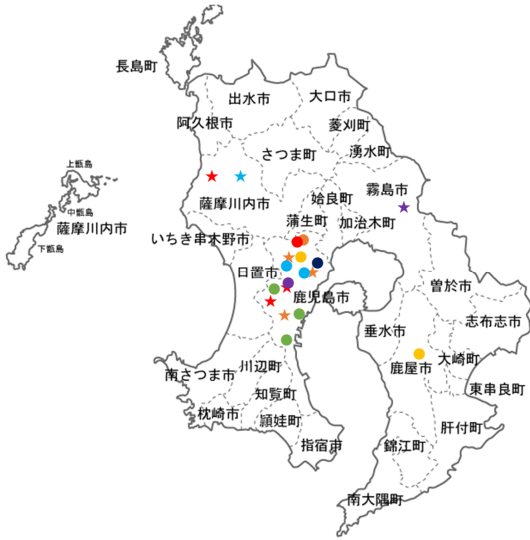 長島町
出水市
大口市
阿久根市
菱刈町
湧水町
さつま町
上甑島
霧島市
薩摩川内市
姶良町
中甑島
蒲生町
加治木町
薩摩川内市
いちき串木野市
下甑島
日置市
曽於市
鹿児島市
志布志市
垂水市
大崎町
鹿屋市
川辺町
南さつま市
東串良町
知覧町
枕崎市
頴娃町
肝付町
指宿市
錦江町
南大隅町